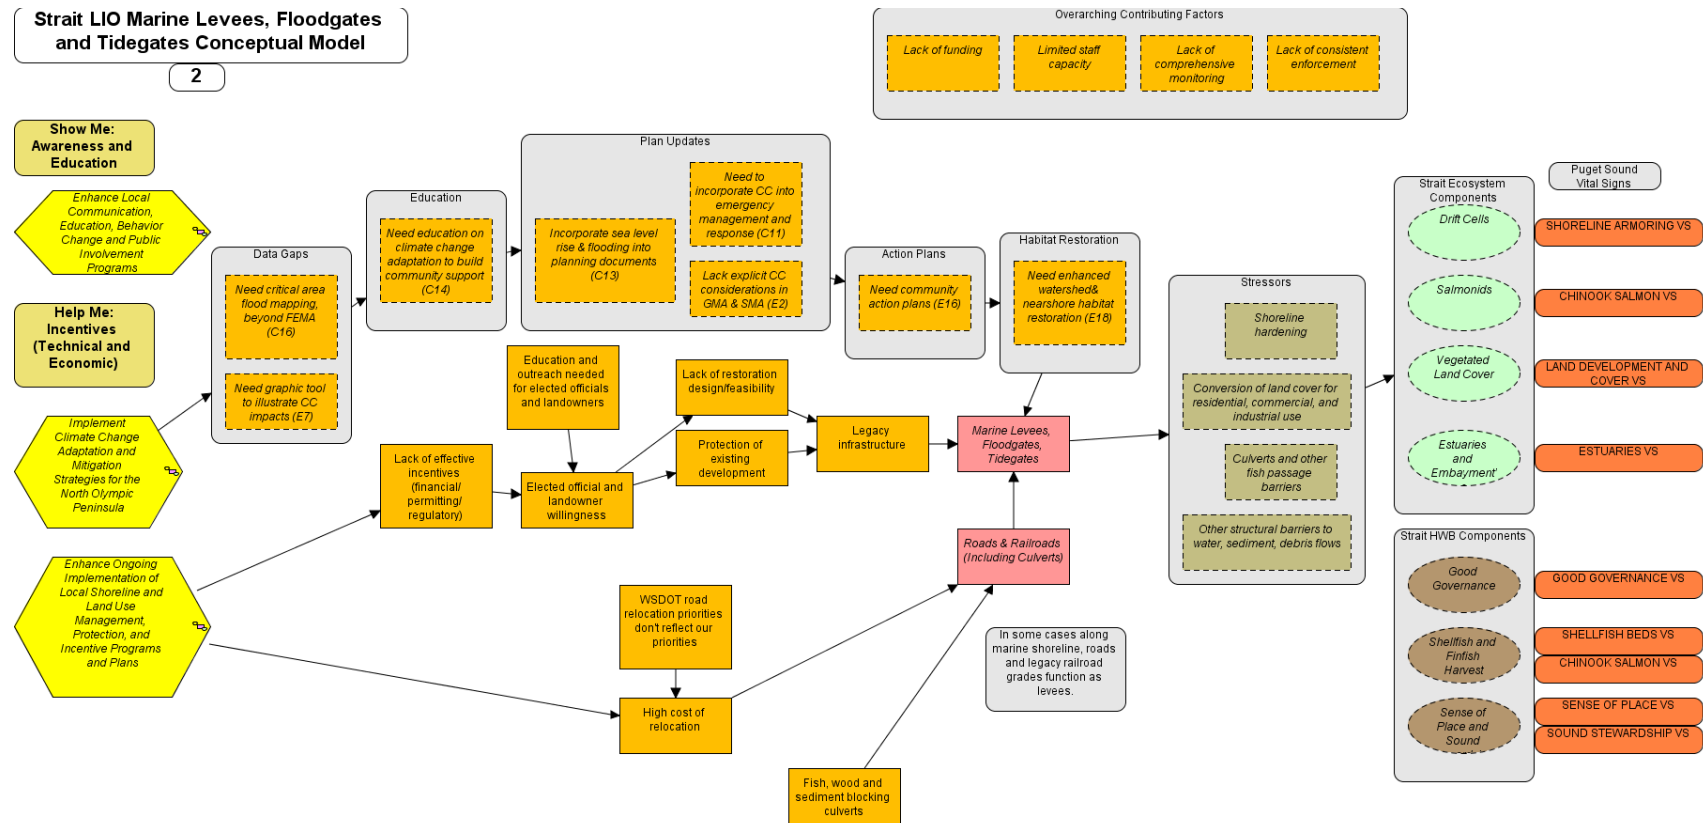 Strait LIO Marine Levees, Floodgates
and Tidegates Conceptual Model
2
Overarching Contributing Factors
Lack of funding
Limited staff
capacity
Lack of
comprehensive
monitoring
Lack of consistent
enforcement
Show Me:
Awareness and
Education
Enhance Local
Communication,
Education, Behavior
Change and Public
Involvement
Programs
Help Me:
Incentives
(Technical and
Economic)
Implement
Climate Change
Adaptation and
Mitigation
Strategies for the
North Olympic
Peninsula
Enhance Ongoing
Implementation of
Local Shoreline and
Land Use
Management,
Protection, and
Incentive Programs
and Plans
Data Gaps
Need critical area
flood mapping,
beyond FEMA
(C16)
Need graphic tool
to illustrate CC
impacts (E7)
Education
Need education on
climate change
adaptation to build
community support
(C14)
Plan Updates
Incorporate sea level
rise & flooding into
planning documents
(C13)
Need to
incorporate CC into
emergency
management and
response (C11)
Lack explicit CC
considerations in
GMA & SMA (E2)
Action Plans
Need community
action plans (E16)
Habitat Restoration
Need enhanced
watershed&
nearshore habitat
restoration (E18)
Education and
outreach needed
for elected officials
and landowners
Lack of restoration
design/feasibility
Lack of effective
incentives
(financial/
permitting/
regulatory)
Elected official and
landowner
willingness
Protection of
existing
development
Legacy
infrastructure
Marine Levees,
Floodgates,
Tidegates
Roads & Railroads
(Including Culverts)
WSDOT road
relocation priorities
don't reflect our
priorities
High cost of
relocation
In some cases along
marine shoreline, roads
and legacy railroad
grades function as
levees.
Fish, wood and
sediment blocking
culverts
Stressors
Shoreline
hardening
Conversion of land cover for
residential, commercial, and
industrial use
Culverts and other
fish passage
barriers
Other structural barriers to
water, sediment, debris flows
Strait Ecosystem
Components
Drift Cells
Salmonids
Vegetated
Land Cover
Estuaries
and
Embayment'
Strait HWB Components
Good
Governance
Shellfish and
Finfish
Harvest
Sense of
Place and
Sound
Puget Sound
Vital Signs
SHORELINE ARMORING VS
CHINOOK SALMON VS
LAND DEVELOPMENT AND
COVER VS
ESTUARIES VS
GOOD GOVERNANCE VS
SHELLFISH BEDS VS
CHINOOK SALMON VS
SENSE OF PLACE VS
SOUND STEWARDSHIP VS